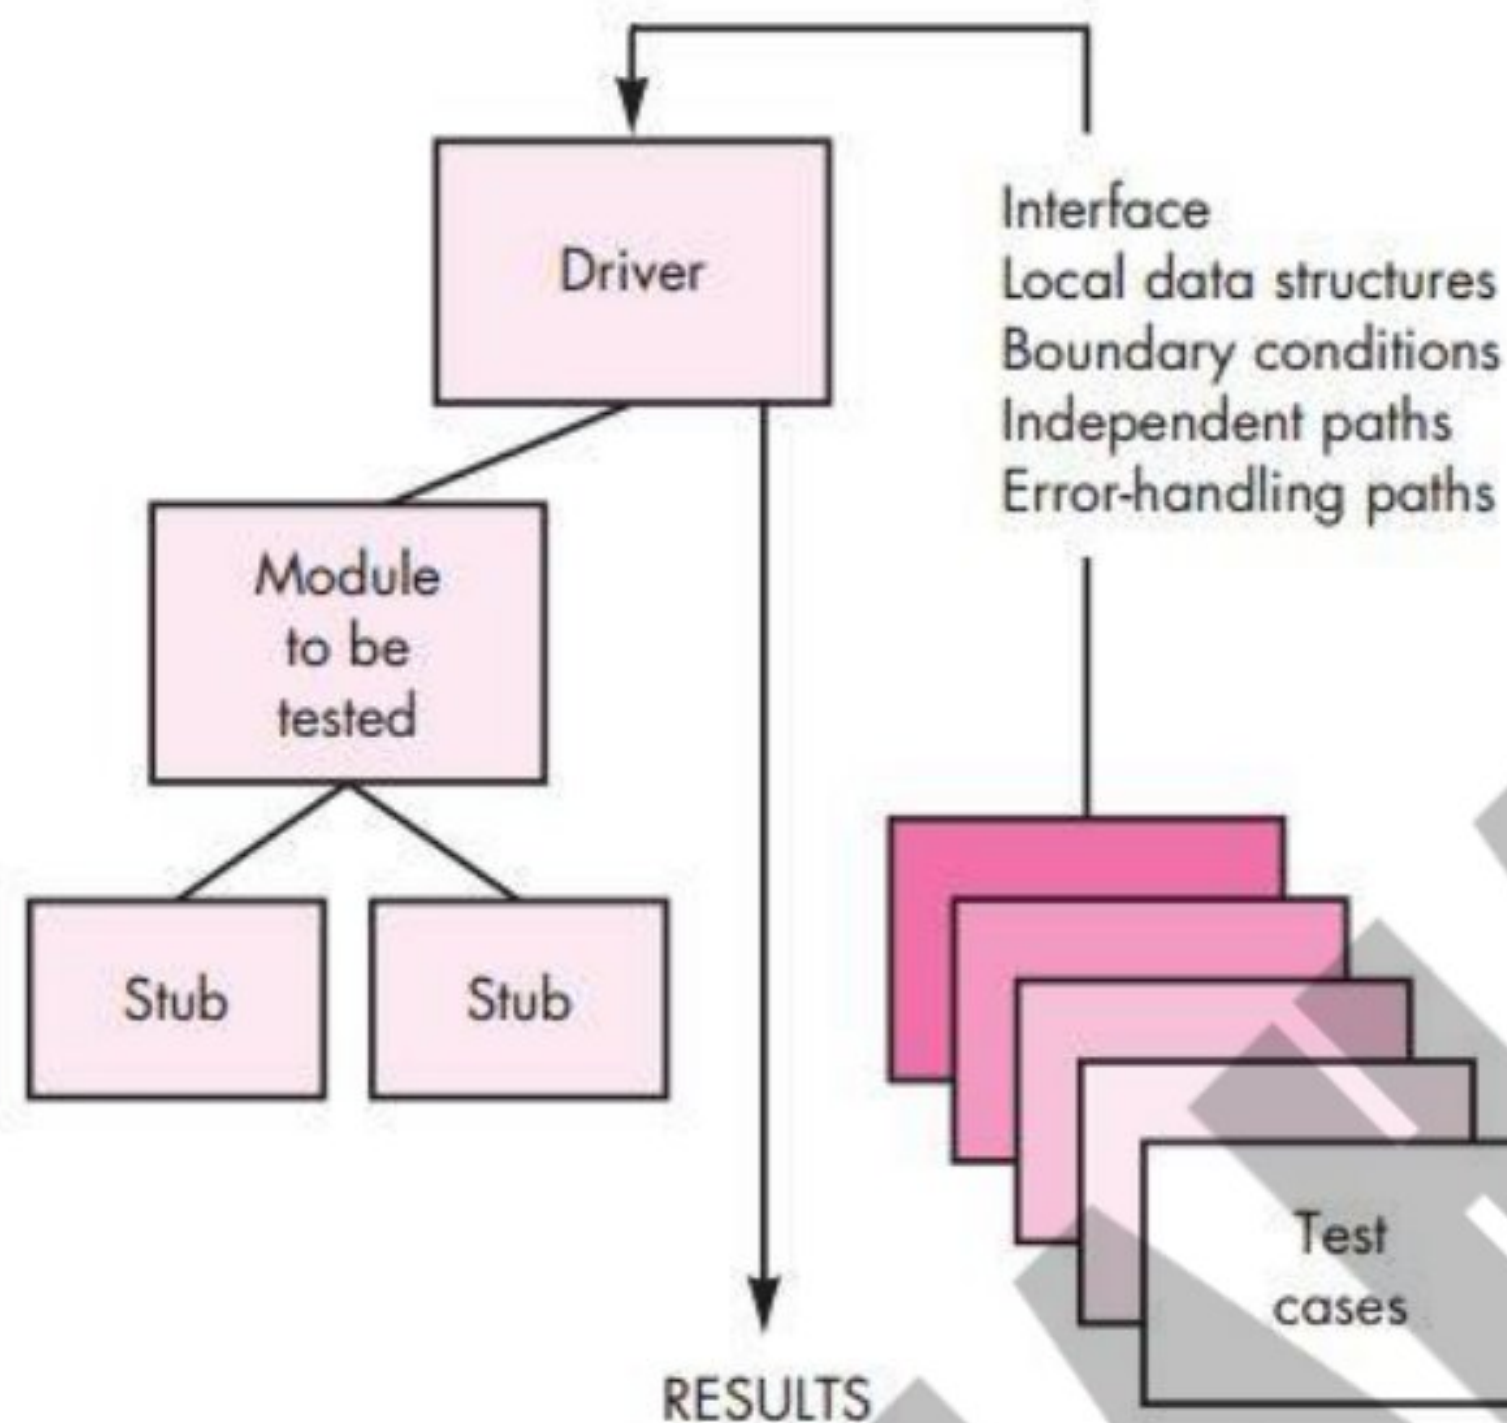 Driver
Interface
Local data structures
Boundary conditions
Independent paths
Error-handling paths
Module
to be
tested
Stub
Stub
Test
cases
RESULTS